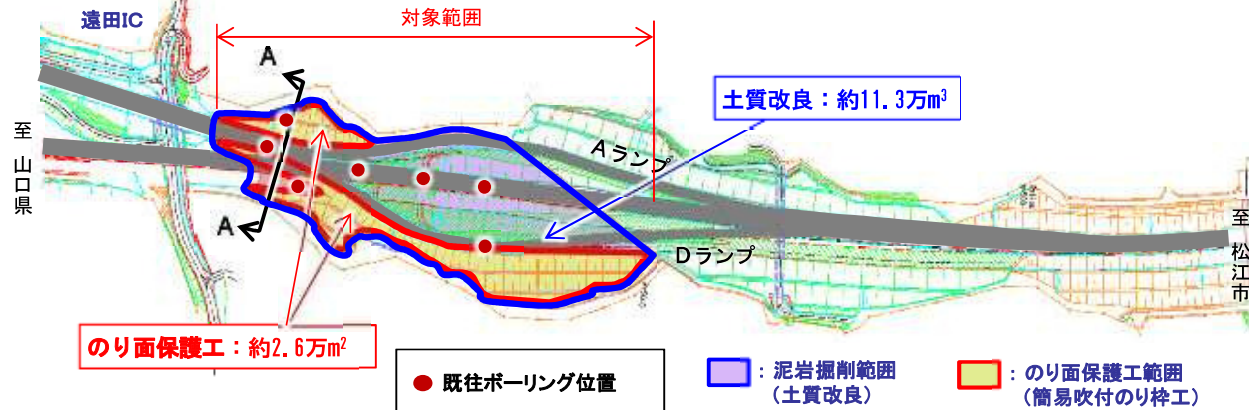 遠田IC
対象範囲
A
土質改良：約11.3万m³
至 山口県
Aランプ
A
Dランプ
至 松江市
のり面保護工：約2.6万m²
既往ボーリング位置
：泥岩掘削範囲
（土質改良）
：のり面保護工範囲
（簡易吹付のり枠工）